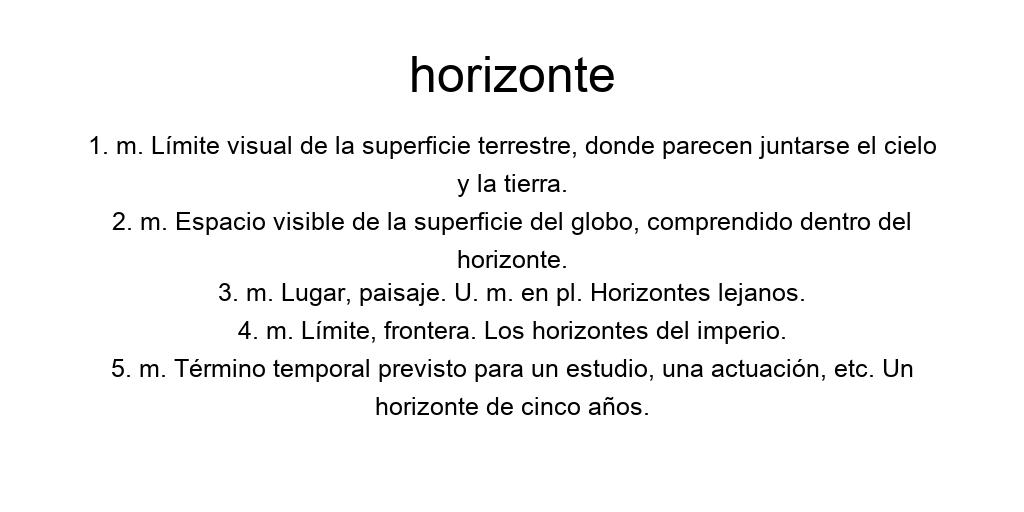 horizonte
1. m. Límite visual de la superficie terrestre, donde parecen juntarse el cielo
y la tierra.
2. m. Espacio visible de la superficie del globo, comprendido dentro del
horizonte.
3. m. Lugar, paisaje. U. m. en pl. Horizontes lejanos.
4. m. Límite, frontera. Los horizontes del imperio.
5. m. Término temporal previsto para un estudio, una actuación, etc. Un
horizonte de cinco años.